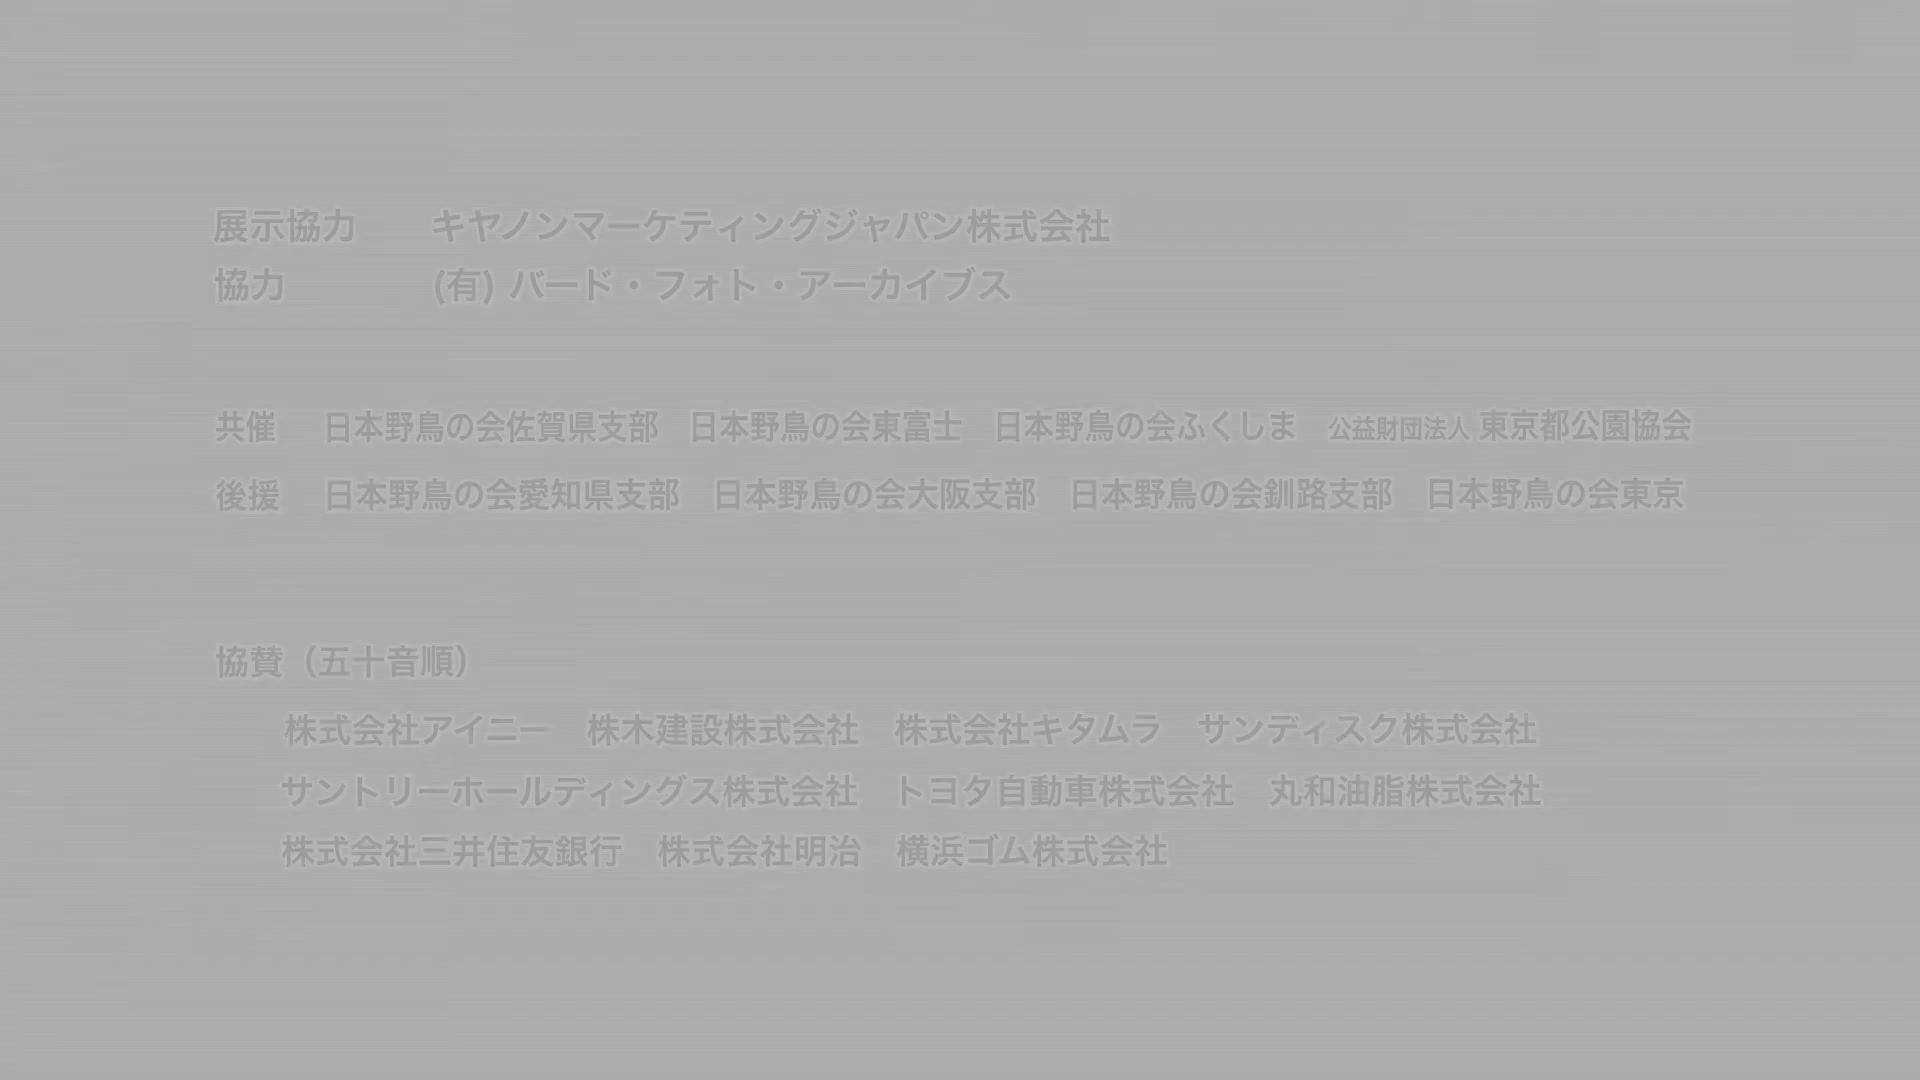 展示協力　キヤノンマーケティングジャパン株式会社
協力　(有) バード・フォト・アーカイブス
共催　日本野鳥の会佐賀県支部　日本野鳥の会東富士　日本野鳥の会ふくしま　公益財団法人 東京都公園協会
後援　日本野鳥の会愛知県支部　日本野鳥の会大阪支部　日本野鳥の会釧路支部　日本野鳥の会東京
協賛（五十音順）
株式会社アイニー　株木建設株式会社　株式会社キタムラ　サンディスク株式会社
サントリーホールディングス株式会社　トヨタ自動車株式会社　丸和油脂株式会社
株式会社三井住友銀行　株式会社明治　横浜ゴム株式会社